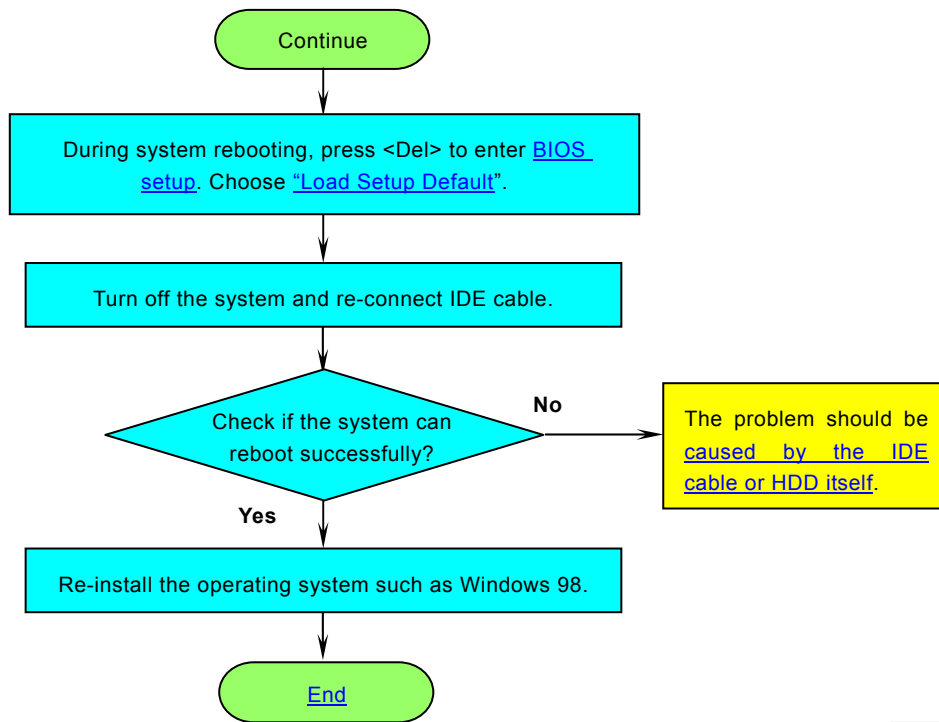 Continue
During system rebooting, press <Del> to enter BIOS
setup. Choose “Load Setup Default”.
Turn off the system and re-connect IDE cable.
Check if the system can
reboot successfully?
No
The problem should be
caused by the IDE
cable or HDD itself.
Yes
Re-install the operating system such as Windows 98.
End